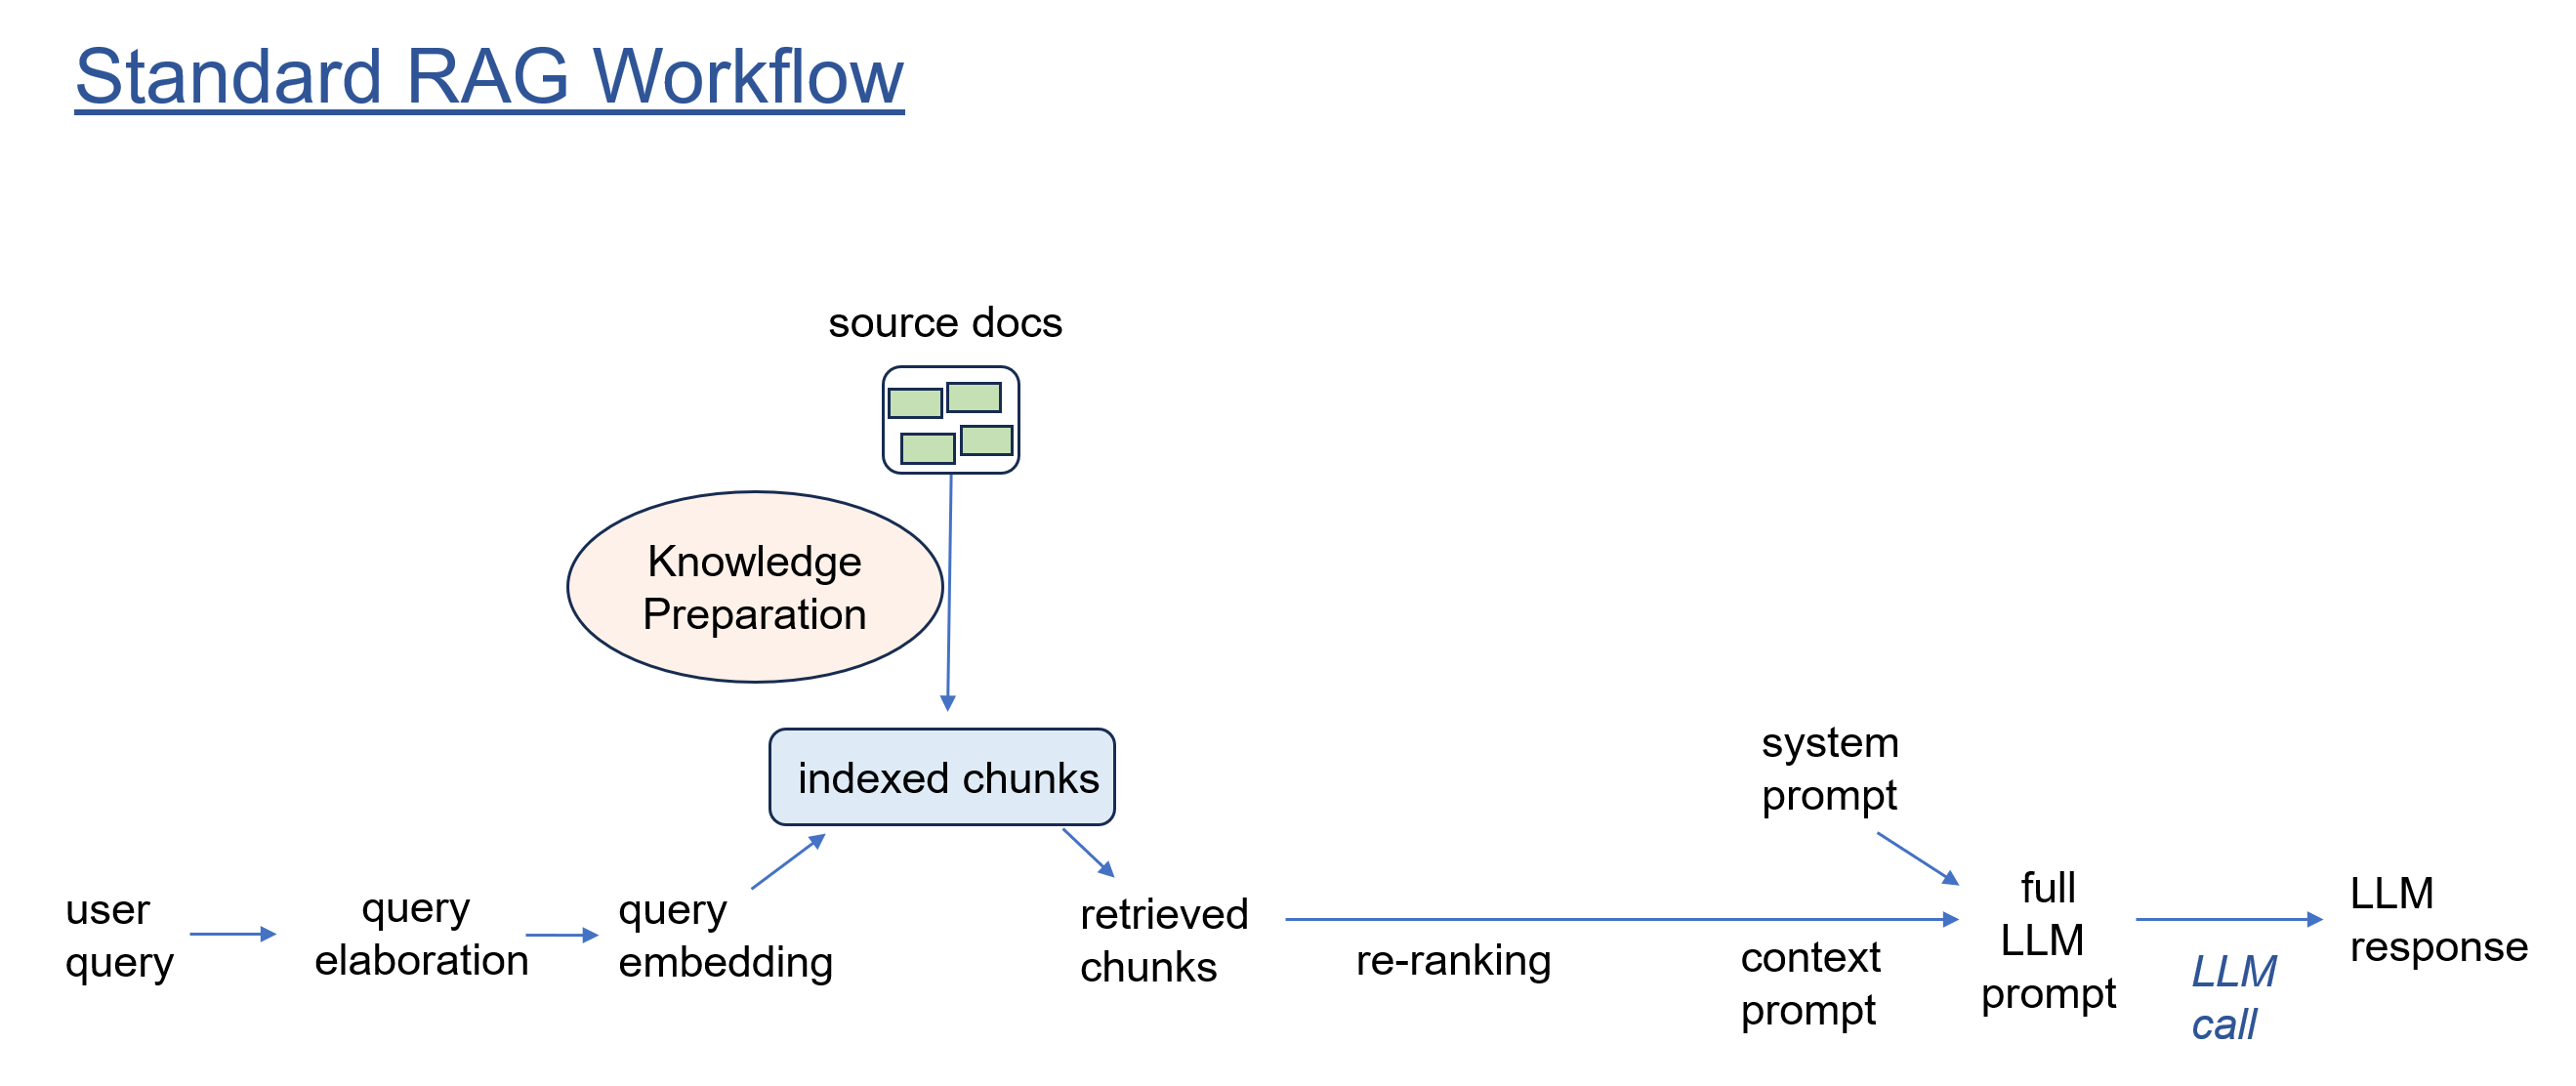 Standard RAG Workflow
source docs
Knowledge
Preparation
indexed chunks
user
query
query
elaboration
query
embedding
retrieved
chunks
re-ranking
context
prompt
system
prompt
full
LLM
prompt
LLM
call
LLM
response